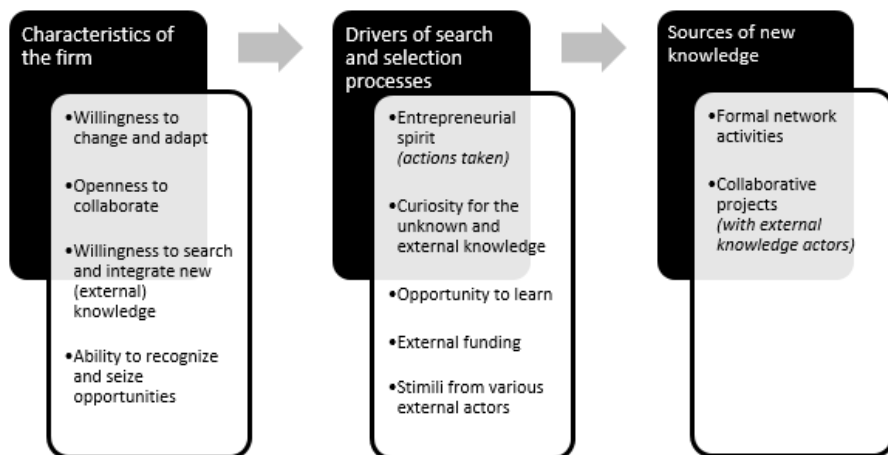 Characteristics of
the firm
•Willingness to
change and adapt
•Openness to
collaborate
•Willingness to search
and integrate new
(external)
knowledge
•Ability to recognize
and seize
opportunities
Drivers of search
and selection
processes
•Entrepreneurial
spirit
(actions taken)
•Curiosity for the
unknown and
external knowledge
•Opportunity to learn
•External funding
•Stimili from various
external actors
Sources of new
knowledge
•Formal network
activities
•Collaborative
projects
(with external
knowledge actors)